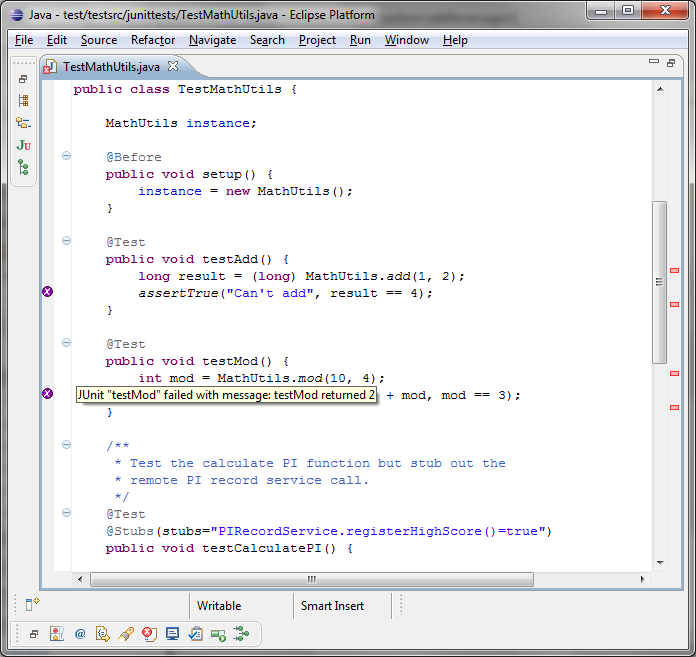 Java - test/testsrc/junittests/TestMathUtils.java - Eclipse Platform
File Edit Source Refactor Navigate Search Project Run Window Help
TestMathUtils.java
public class TestMathUtils {
MathUtils instance;
@Before
public void setup() {
instance = new MathUtils();
}
@Test
public void testAdd() {
long result = (long) MathUtils.add(1, 2);
assertTrue("Can't add", result == 4);
}
@Test
public void testMod() {
int mod = MathUtils.mod(10, 4);
JUnit "testMod" failed with message: testMod returned 2 + mod, mod == 3);
}
/**
* Test the calculate PI function but stub out the
* remote PI record service call.
*/
@Test
@Stubs(stubs="PIRecordService.registerHighScore()=true")
public void testCalculatePI() {
Writable Smart Insert